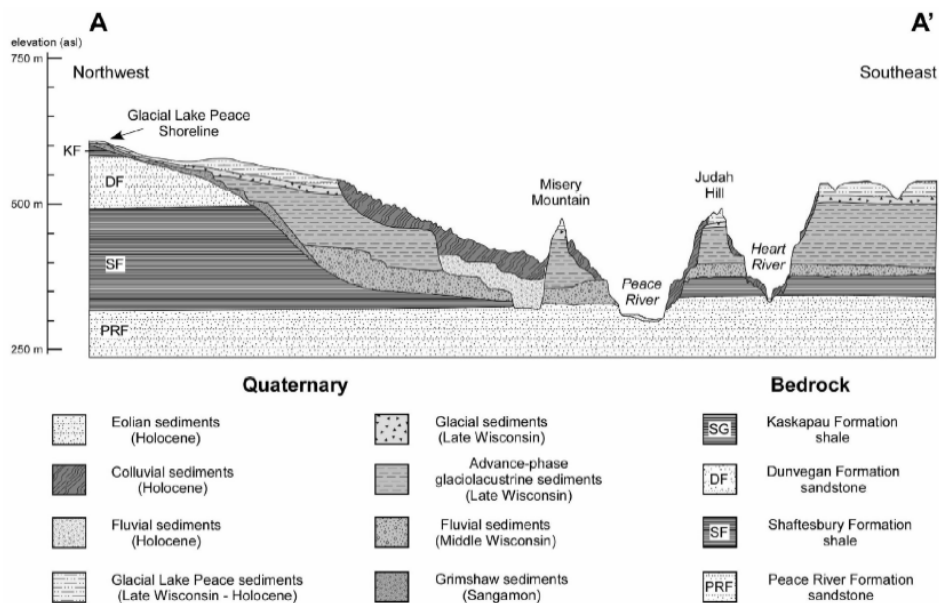 A
A'
elevation (asl)
750 m
Northwest
Southeast
Glacial Lake Peace
Shoreline
KF
DF
Misery
Mountain
Judah
Hill
500 m
SF
Heart
River
Peace
River
PRF
250 m
Quaternary
Bedrock
Eolian sediments
(Holocene)
Glacial sediments
(Late Wisconsin)
SG
Kaskapau Formation
shale
Colluvial sediments
(Holocene)
Advance-phase
glaciolacustrine sediments
(Late Wisconsin)
DF
Dunvegan Formation
sandstone
Fluvial sediments
(Holocene)
Fluvial sediments
(Middle Wisconsin)
SF
Shaftesbury Formation
shale
Glacial Lake Peace sediments
(Late Wisconsin - Holocene)
Grimshaw sediments
(Sangamon)
PRF
Peace River Formation
sandstone